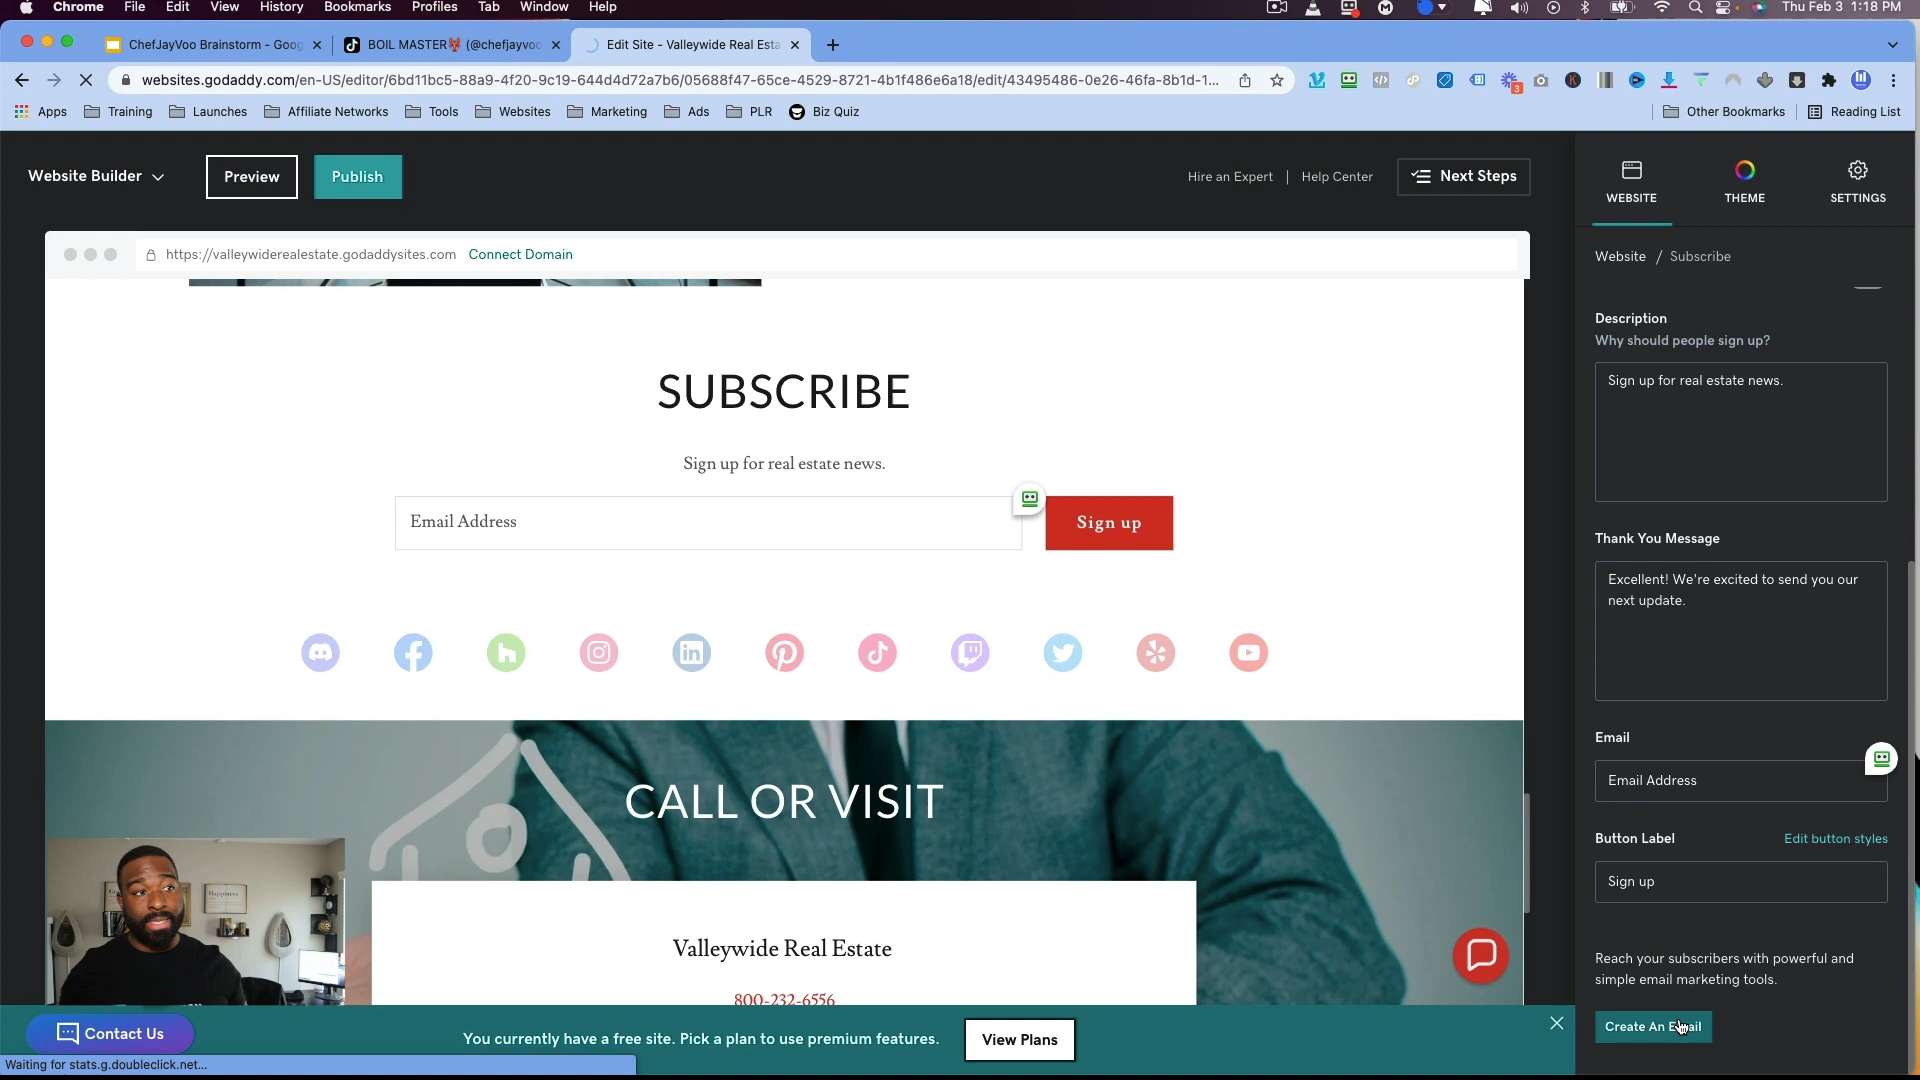 Chrome File Edit View History Bookmarks Profiles Tab Window Help Thu Feb 3 1:18 PM
ChefJayVoo Brainstorm - Goog BOIL MASTER🦞 (@chefjayvoo Edit Site - Valleywide Real Esta
websites.godaddy.com/en-US/editor/6bd11bc5-88a9-4f20-9c19-644d4d72a7b6/05688f47-65ce-4529-8721-4b1f486e6a18/edit/43495486-0e26-46fa-8b1d-1... 3
Apps Training Launches Affiliate Networks Tools Websites Marketing Ads PLR Biz Quiz Other Bookmarks Reading List
Website Builder Preview Publish Hire an Expert | Help Center Next Steps
WEBSITE THEME SETTINGS
https://valleywiderealestate.godaddysites.com Connect Domain
Website / Subscribe
SUBSCRIBE
Sign up for real estate news.
Email Address
Sign up
CALL OR VISIT
Valleywide Real Estate
800-232-6556
Description
Why should people sign up?
Sign up for real estate news.
Thank You Message
Excellent! We're excited to send you our
next update.
Email
Email Address
Button Label Edit button styles
Sign up
Reach your subscribers with powerful and
simple email marketing tools.
Create An Email
Contact Us
You currently have a free site. Pick a plan to use premium features. View Plans
Waiting for stats.g.doubleclick.net...